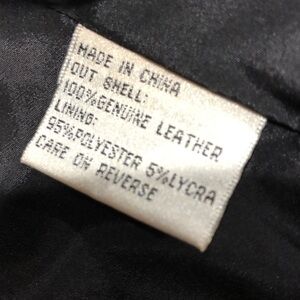 MADE IN CHINA
OUT SHELL:
100%GENUINE LEATHER
LINING:
95%POLYESTER 5%LYCRA
CARE ON REVERSE